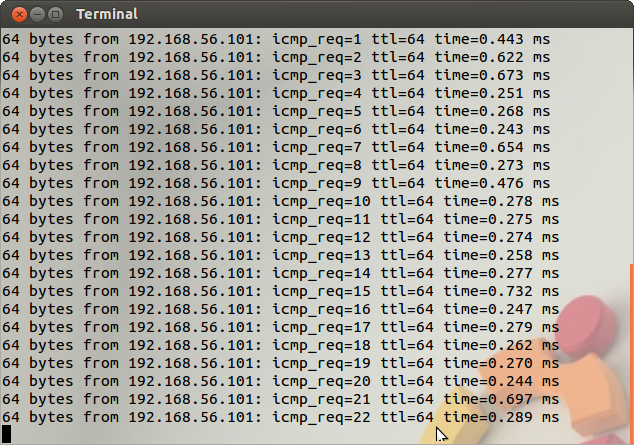 Terminal
64 bytes from 192.168.56.101: icmp_req=1 ttl=64 time=0.443 ms
64 bytes from 192.168.56.101: icmp_req=2 ttl=64 time=0.622 ms
64 bytes from 192.168.56.101: icmp_req=3 ttl=64 time=0.673 ms
64 bytes from 192.168.56.101: icmp_req=4 ttl=64 time=0.251 ms
64 bytes from 192.168.56.101: icmp_req=5 ttl=64 time=0.268 ms
64 bytes from 192.168.56.101: icmp_req=6 ttl=64 time=0.243 ms
64 bytes from 192.168.56.101: icmp_req=7 ttl=64 time=0.654 ms
64 bytes from 192.168.56.101: icmp_req=8 ttl=64 time=0.273 ms
64 bytes from 192.168.56.101: icmp_req=9 ttl=64 time=0.476 ms
64 bytes from 192.168.56.101: icmp_req=10 ttl=64 time=0.278 ms
64 bytes from 192.168.56.101: icmp_req=11 ttl=64 time=0.275 ms
64 bytes from 192.168.56.101: icmp_req=12 ttl=64 time=0.274 ms
64 bytes from 192.168.56.101: icmp_req=13 ttl=64 time=0.258 ms
64 bytes from 192.168.56.101: icmp_req=14 ttl=64 time=0.277 ms
64 bytes from 192.168.56.101: icmp_req=15 ttl=64 time=0.732 ms
64 bytes from 192.168.56.101: icmp_req=16 ttl=64 time=0.247 ms
64 bytes from 192.168.56.101: icmp_req=17 ttl=64 time=0.279 ms
64 bytes from 192.168.56.101: icmp_req=18 ttl=64 time=0.262 ms
64 bytes from 192.168.56.101: icmp_req=19 ttl=64 time=0.270 ms
64 bytes from 192.168.56.101: icmp_req=20 ttl=64 time=0.244 ms
64 bytes from 192.168.56.101: icmp_req=21 ttl=64 time=0.697 ms
64 bytes from 192.168.56.101: icmp_req=22 ttl=64 time=0.289 ms